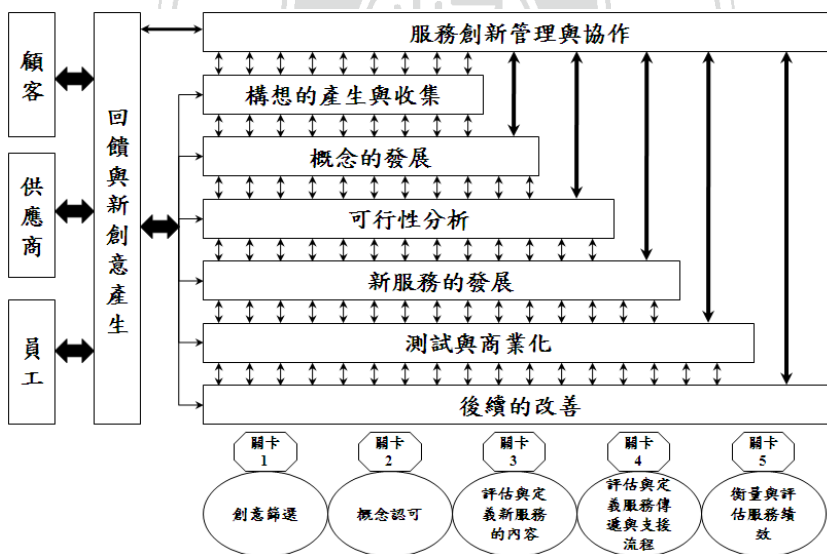 顧客
供應商
員工
回饋與新創意產生
服務創新管理與協作
構想的產生與收集
概念的發展
可行性分析
新服務的發展
測試與商業化
後續的改善
關卡
1
關卡
2
關卡
3
關卡
4
關卡
5
創意篩選
概念認可
評估與定
義新服務
的內容
評估與定
義服務傳
遞與支援
流程
衡量與評
估服務績
效